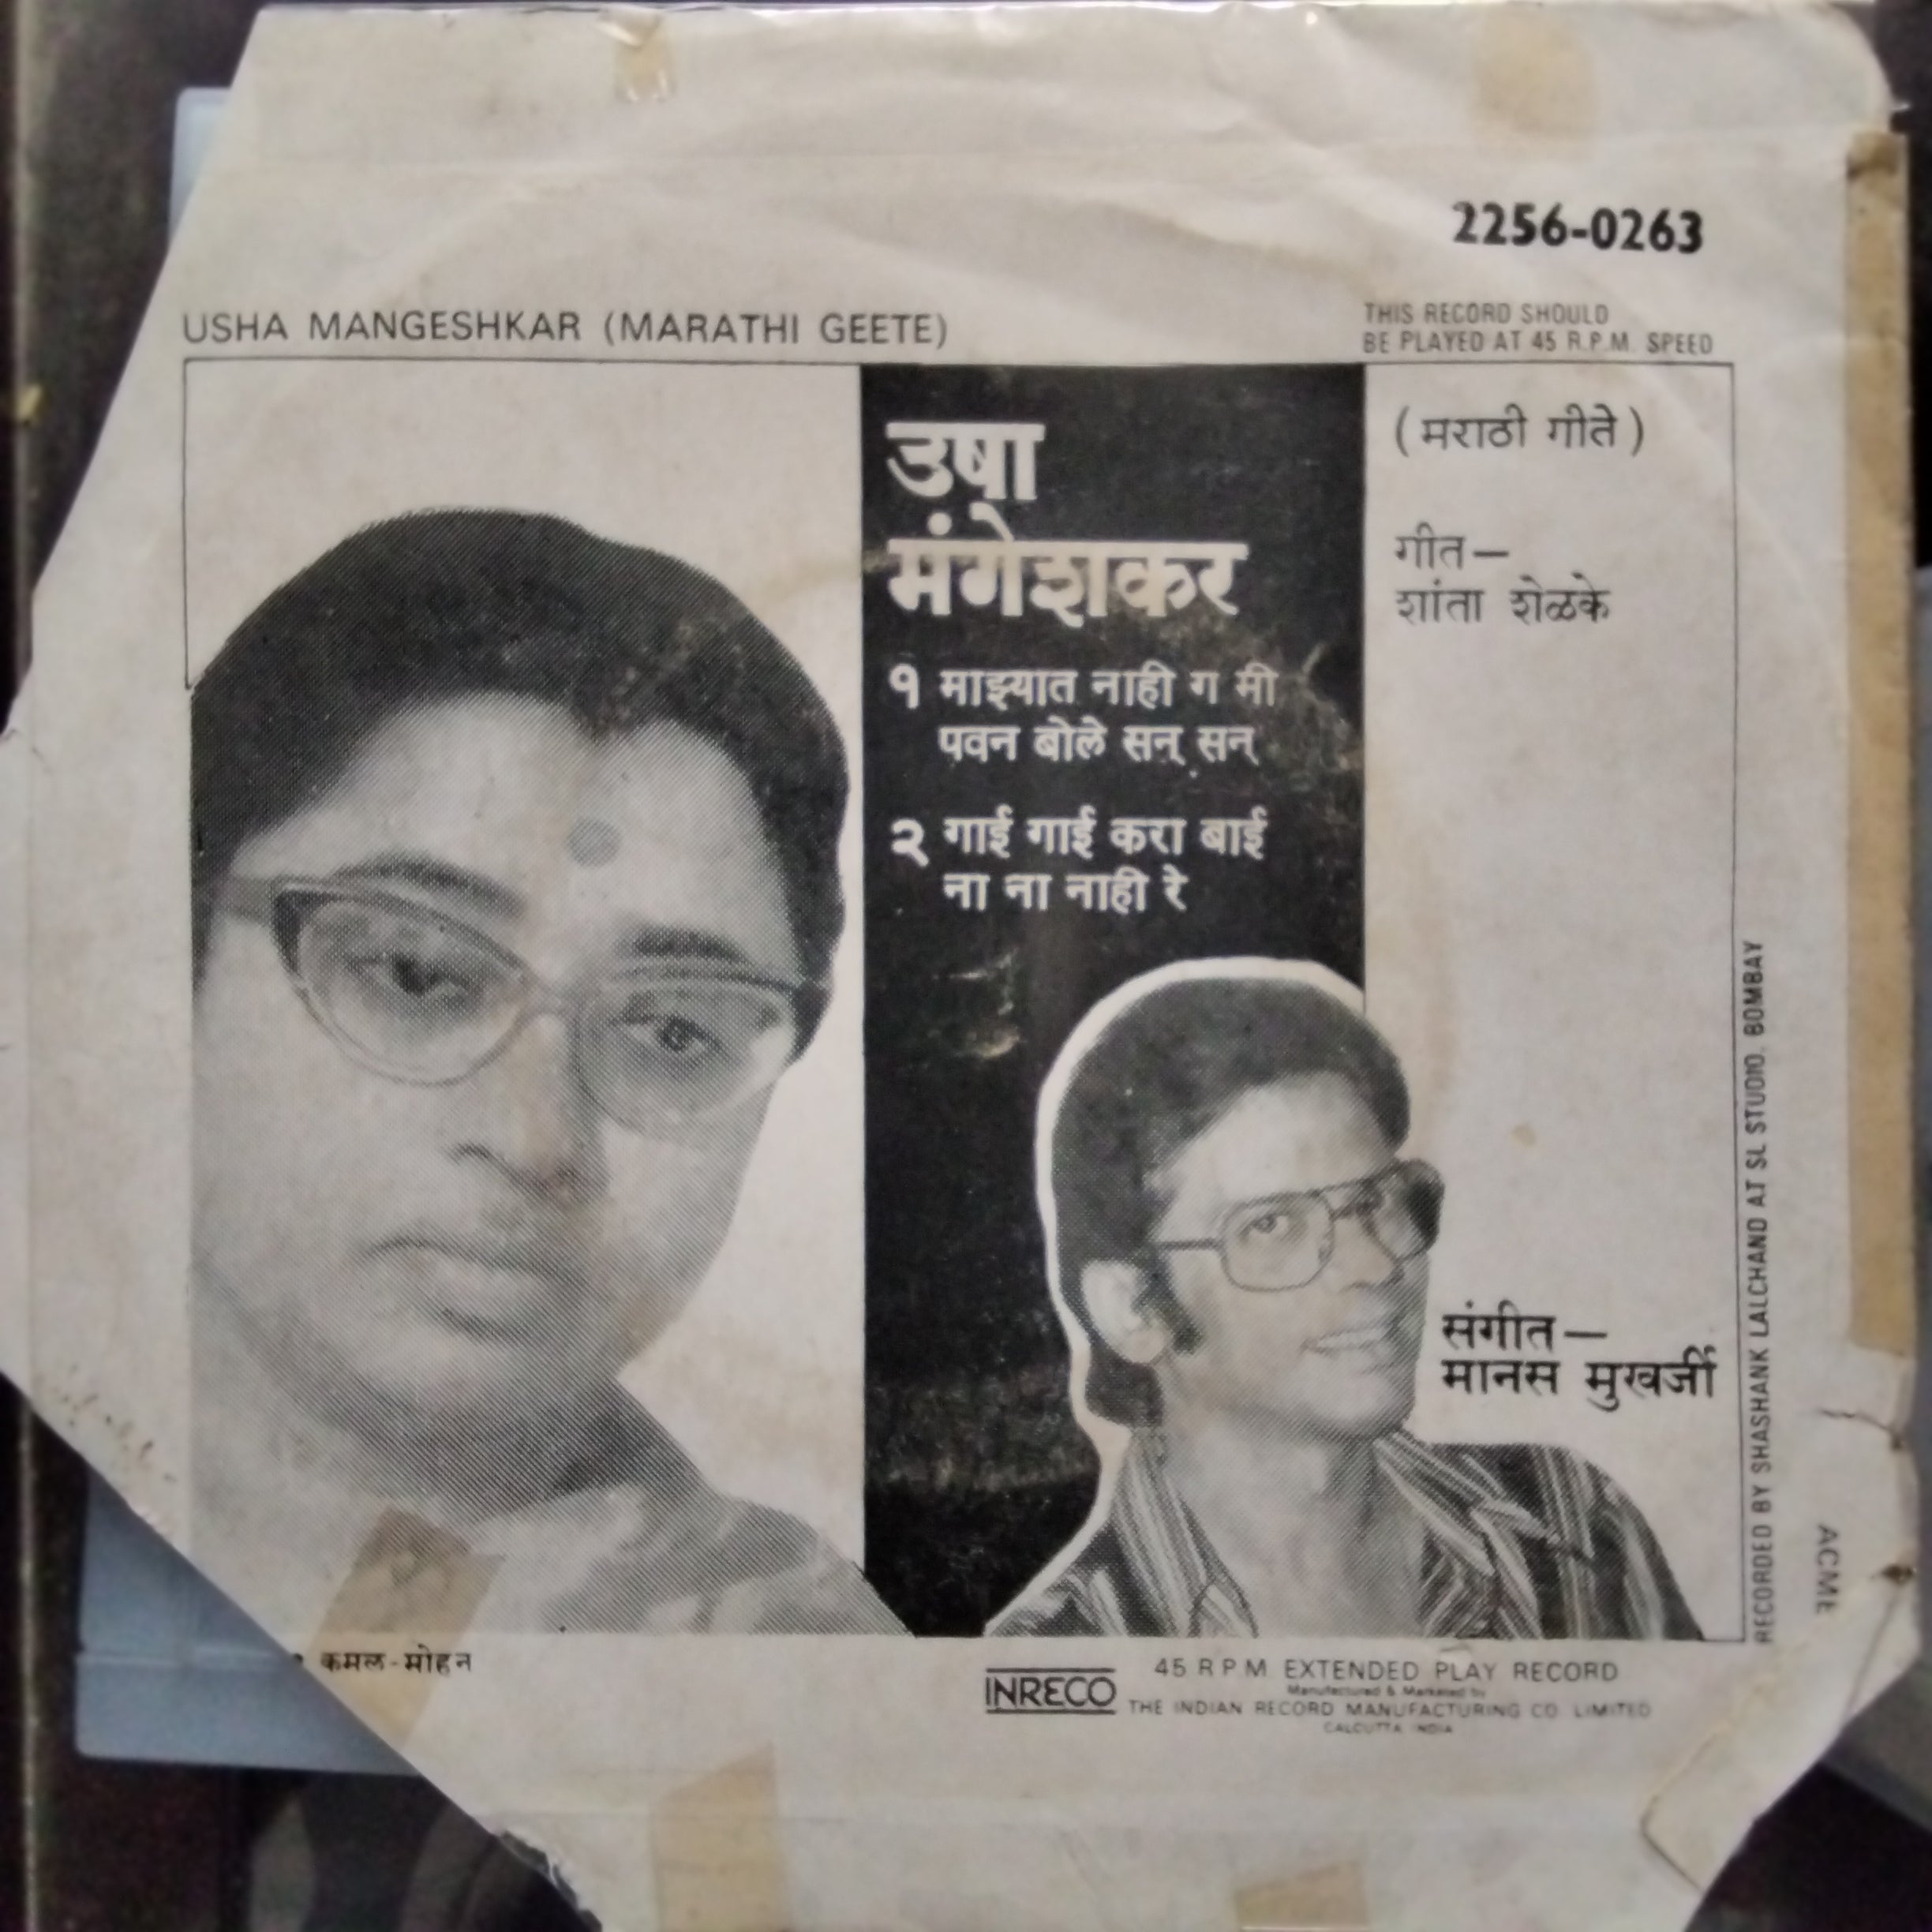 2256-0263
USHA MANGESHKAR (MARATHI GEETE)
THIS RECORD SHOULD
BE PLAYED AT 45 R.P.M. SPEED
उषा
मंगेशकर
१ माझ्यात नाही ग मी
पवन बोले सन् सन्
२ गाई गाई करा बाई
ना ना नाही रे
(मराठी गीते)
गीत—
शांता शेळके
संगीत—
मानस मुखर्जी
RECORDED BY SHASHANK LALCHAND AT SL STUDIO, BOMBAY
ACME
कमल-मोहन
INRECO
45 R P M EXTENDED PLAY RECORD
Manufactured & Marketed by
THE INDIAN RECORD MANUFACTURING CO. LIMITED
CALCUTTA INDIA